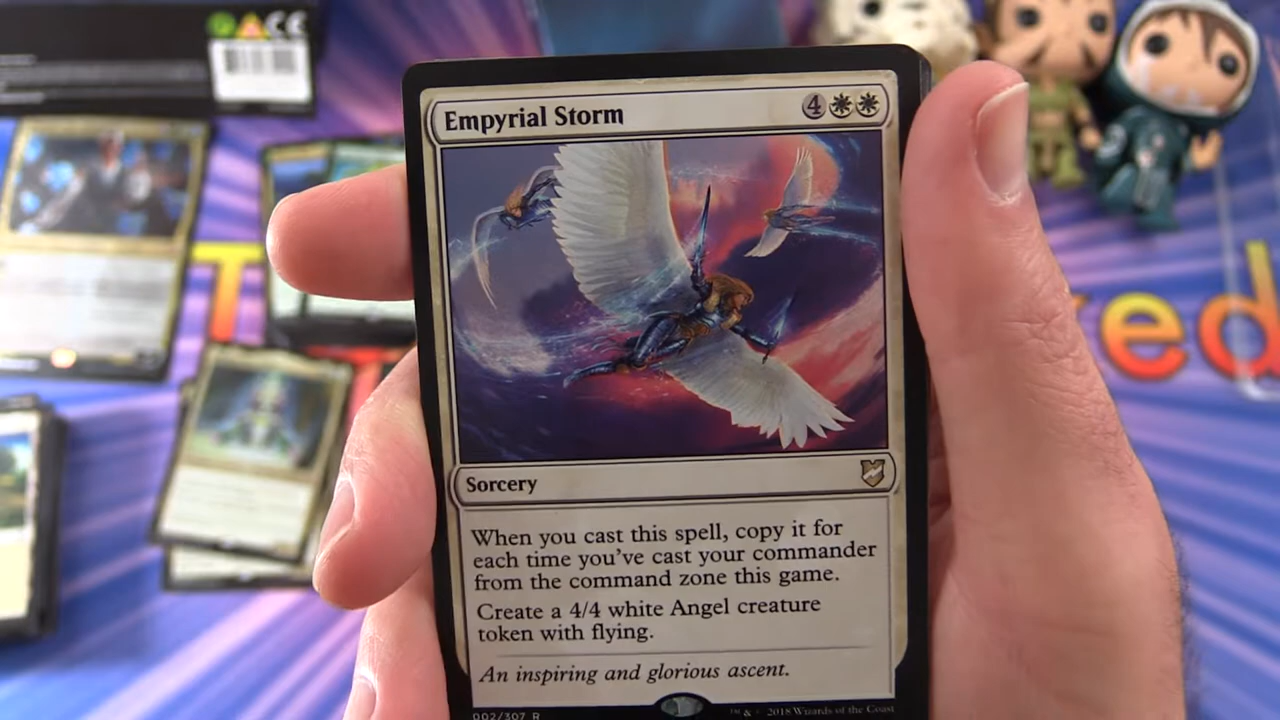 Empyrial Storm
4
Sorcery
When you cast this spell, copy it for
each time you've cast your commander
from the command zone this game.
Create a 4/4 white Angel creature
token with flying.
An inspiring and glorious ascent.
002/307 R
™ & © 2018 Wizards of the Coast
T
red
CE